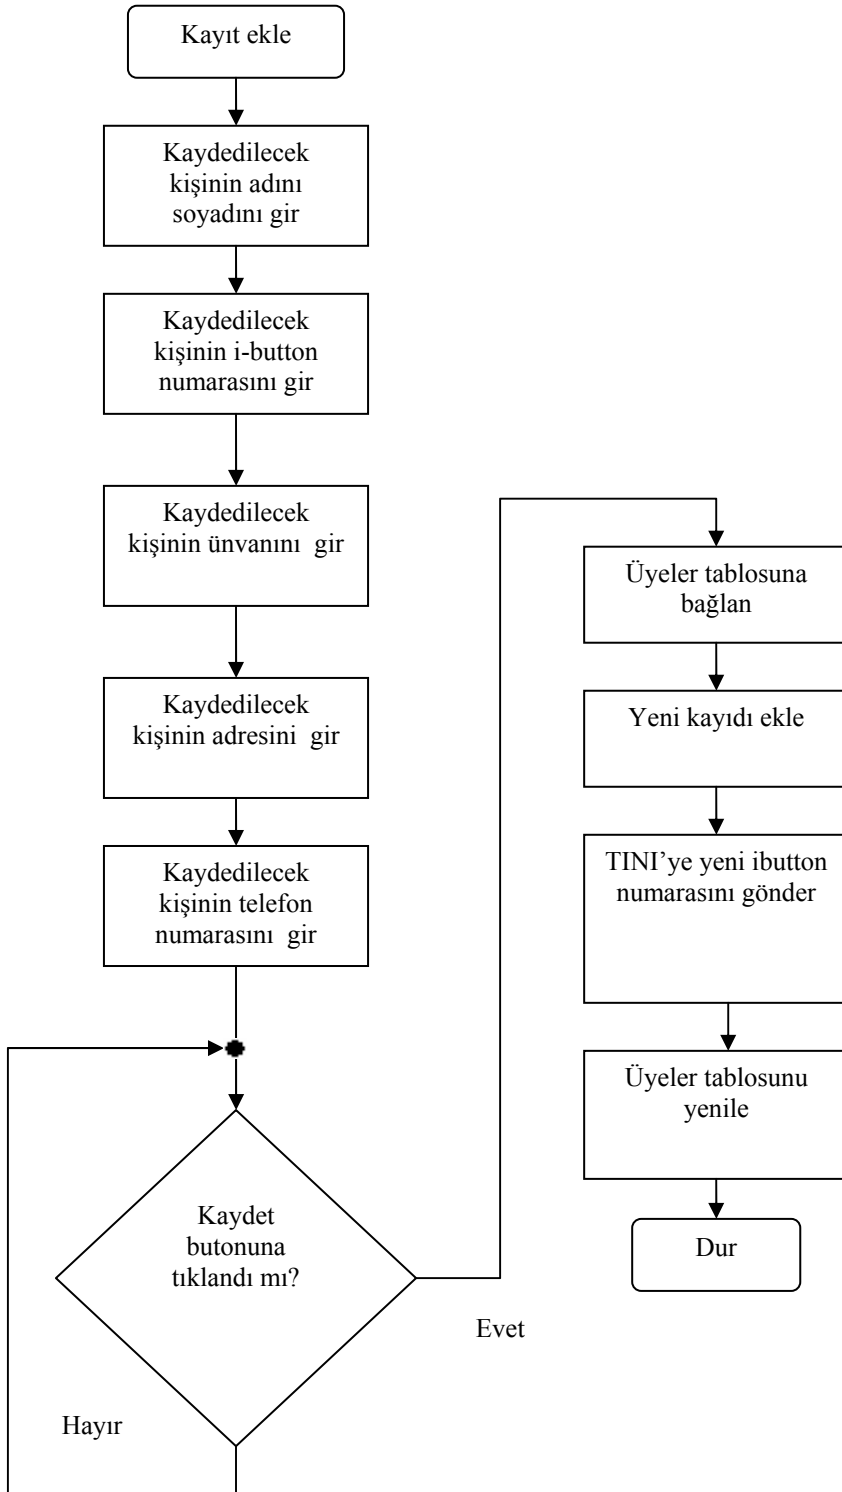 Kayıt ekle
Kaydedilecek
kişinin adını
soyadını gir
Kaydedilecek
kişinin i-button
numarasını gir
Kaydedilecek
kişinin ünvanını  gir
Kaydedilecek
kişinin adresini  gir
Kaydedilecek
kişinin telefon
numarasını  gir
Kaydet
butonuna
tıklandı mı?
Hayır
Evet
Üyeler tablosuna
bağlan
Yeni kayıdı ekle
TINI’ye yeni ibutton
numarasını gönder
Üyeler tablosunu
yenile
Dur